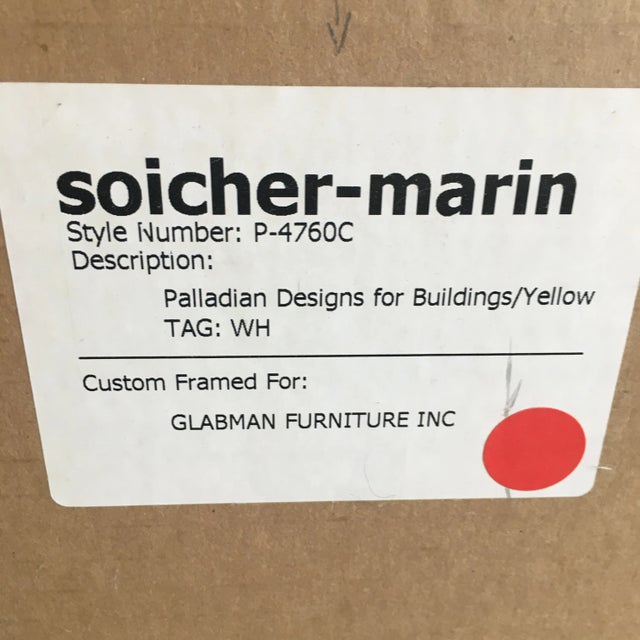 soicher-marin
Style Number: P-4760C
Description:
Palladian Designs for Buildings/Yellow
TAG: WH
Custom Framed For:
GLABMAN FURNITURE INC